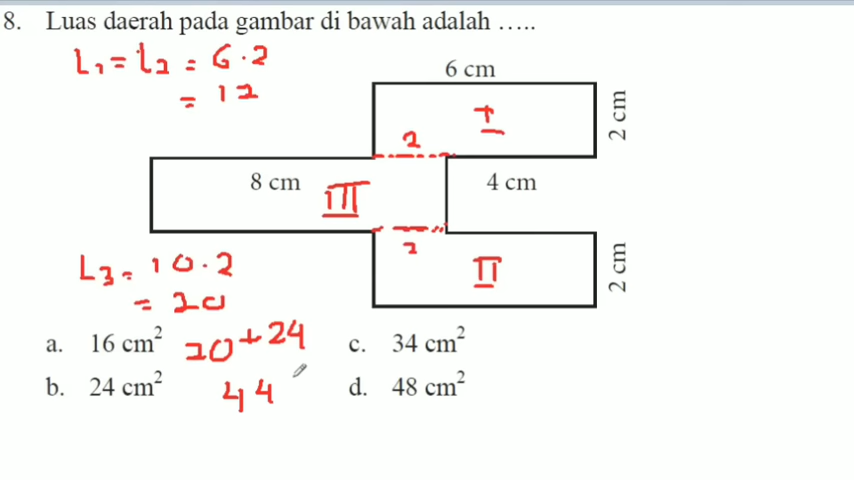 8. Luas daerah pada gambar di bawah adalah …..
L₁ = L₂ = 6 . 2
= 12
6 cm
I
2 cm
2
8 cm
III
4 cm
2
II
2 cm
L₃ = 10 . 2
= 20
20 + 24
44
a. 16 cm²
b. 24 cm²
c. 34 cm²
d. 48 cm²